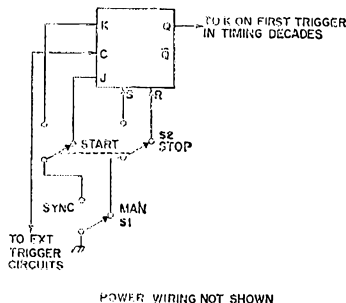 K
C
J
Q
Q̅
S
R
TO K ON FIRST TRIGGER
IN TIMING DECADES
START
S2
STOP
SYNC
MAN
S1
TO EXT
TRIGGER
CIRCUITS
POWER WIRING NOT SHOWN